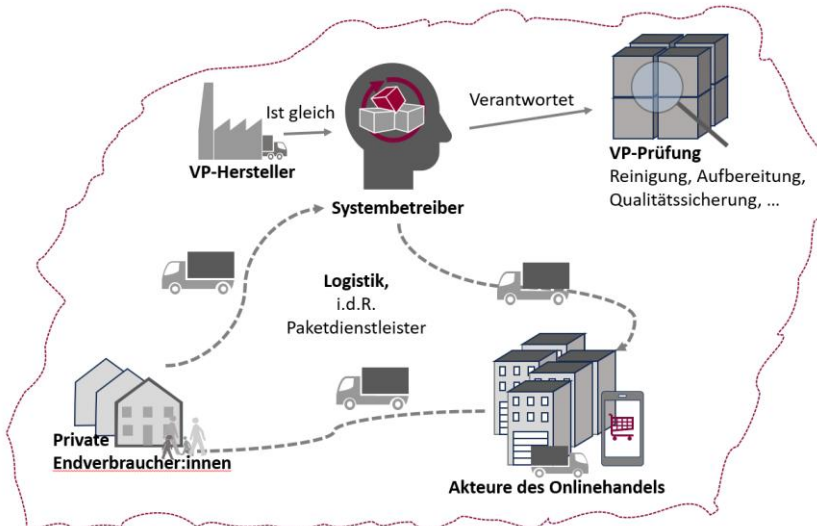 Ist gleich
Verantwortet
VP-Hersteller
VP-Prüfung
Reinigung, Aufbereitung,
Qualitätssicherung, ...
Systembetreiber
Logistik,
i.d.R.
Paketdienstleister
Private
Endverbraucher:innen
Akteure des Onlinehandels